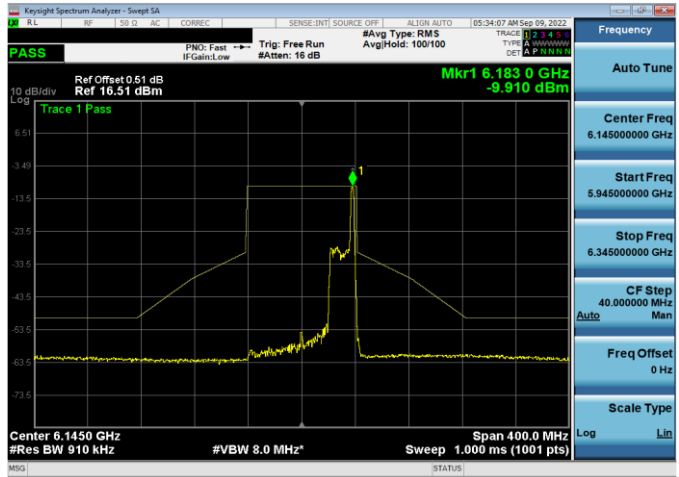 Keysight Spectrum Analyzer - Swept SA
LXI RL RF 50 Ω AC CORREC SENSE:INT SOURCE OFF ALIGN AUTO 05:34:07 AM Sep 09, 2022
PASS
PNO: Fast
IFGain:Low
Trig: Free Run
#Atten: 16 dB
#Avg Type: RMS
Avg|Hold: 100/100
TRACE 1 2 3 4 5 6
TYPE A WWWWW
DET A P N N N N
Ref Offset 0.51 dB
10 dB/div Ref 16.51 dBm
Log
Mkr1 6.183 0 GHz
-9.910 dBm
Trace 1 Pass
1
6.51
-3.49
-13.5
-23.5
-33.5
-43.5
-53.5
-63.5
-73.5
Center 6.1450 GHz Span 400.0 MHz
#Res BW 910 kHz #VBW 8.0 MHz* Sweep 1.000 ms (1001 pts)
MSG STATUS
Frequency
Auto Tune
Center Freq
6.145000000 GHz
Start Freq
5.945000000 GHz
Stop Freq
6.345000000 GHz
CF Step
40.000000 MHz
Auto Man
Freq Offset
0 Hz
Scale Type
Log Lin